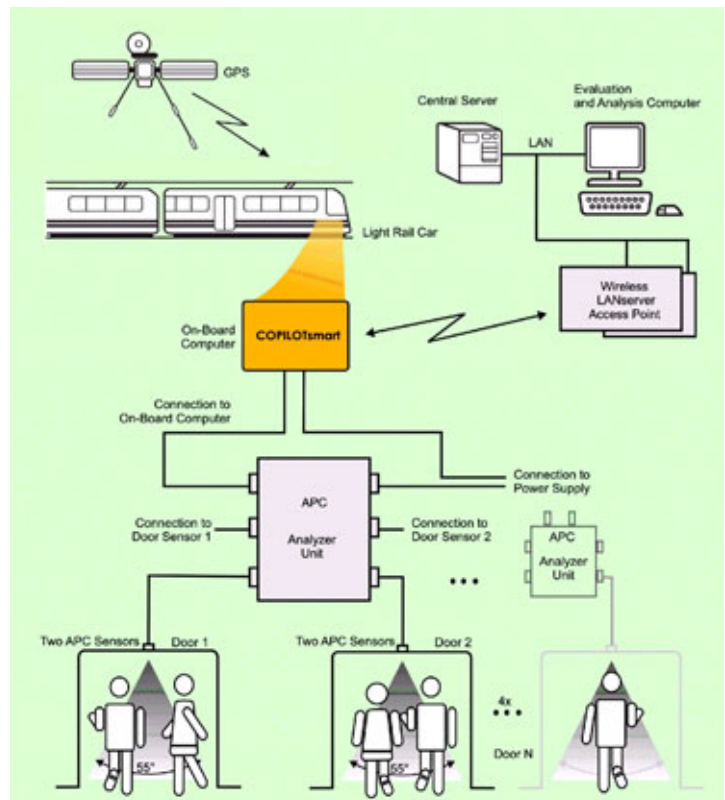 GPS
Evaluation
and Analysis Computer
Central Server
LAN
Light Rail Car
Wireless
LANserver
Access Point
On-Board
Computer
COPILOTsmart
Connection to
On-Board Computer
Connection to
Power Supply
APC
Analyzer
Unit
Connection to
Door Sensor 1
Connection to
Door Sensor 2
APC
Analyzer
Unit
Two APC Sensors
Door 1
Two APC Sensors
Door 2
4x
Door N
55°
55°